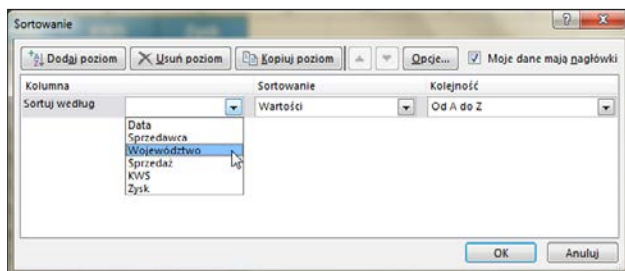 Sortowanie
Dodaj poziom Usuń poziom Kopiuj poziom Opcje... Moje dane mają nagłówki
Kolumna Sortowanie Kolejność
Sortuj według Wartości Od A do Z
Data
Sprzedawca
Województwo
Sprzedaż
KWS
Zysk
OK Anuluj